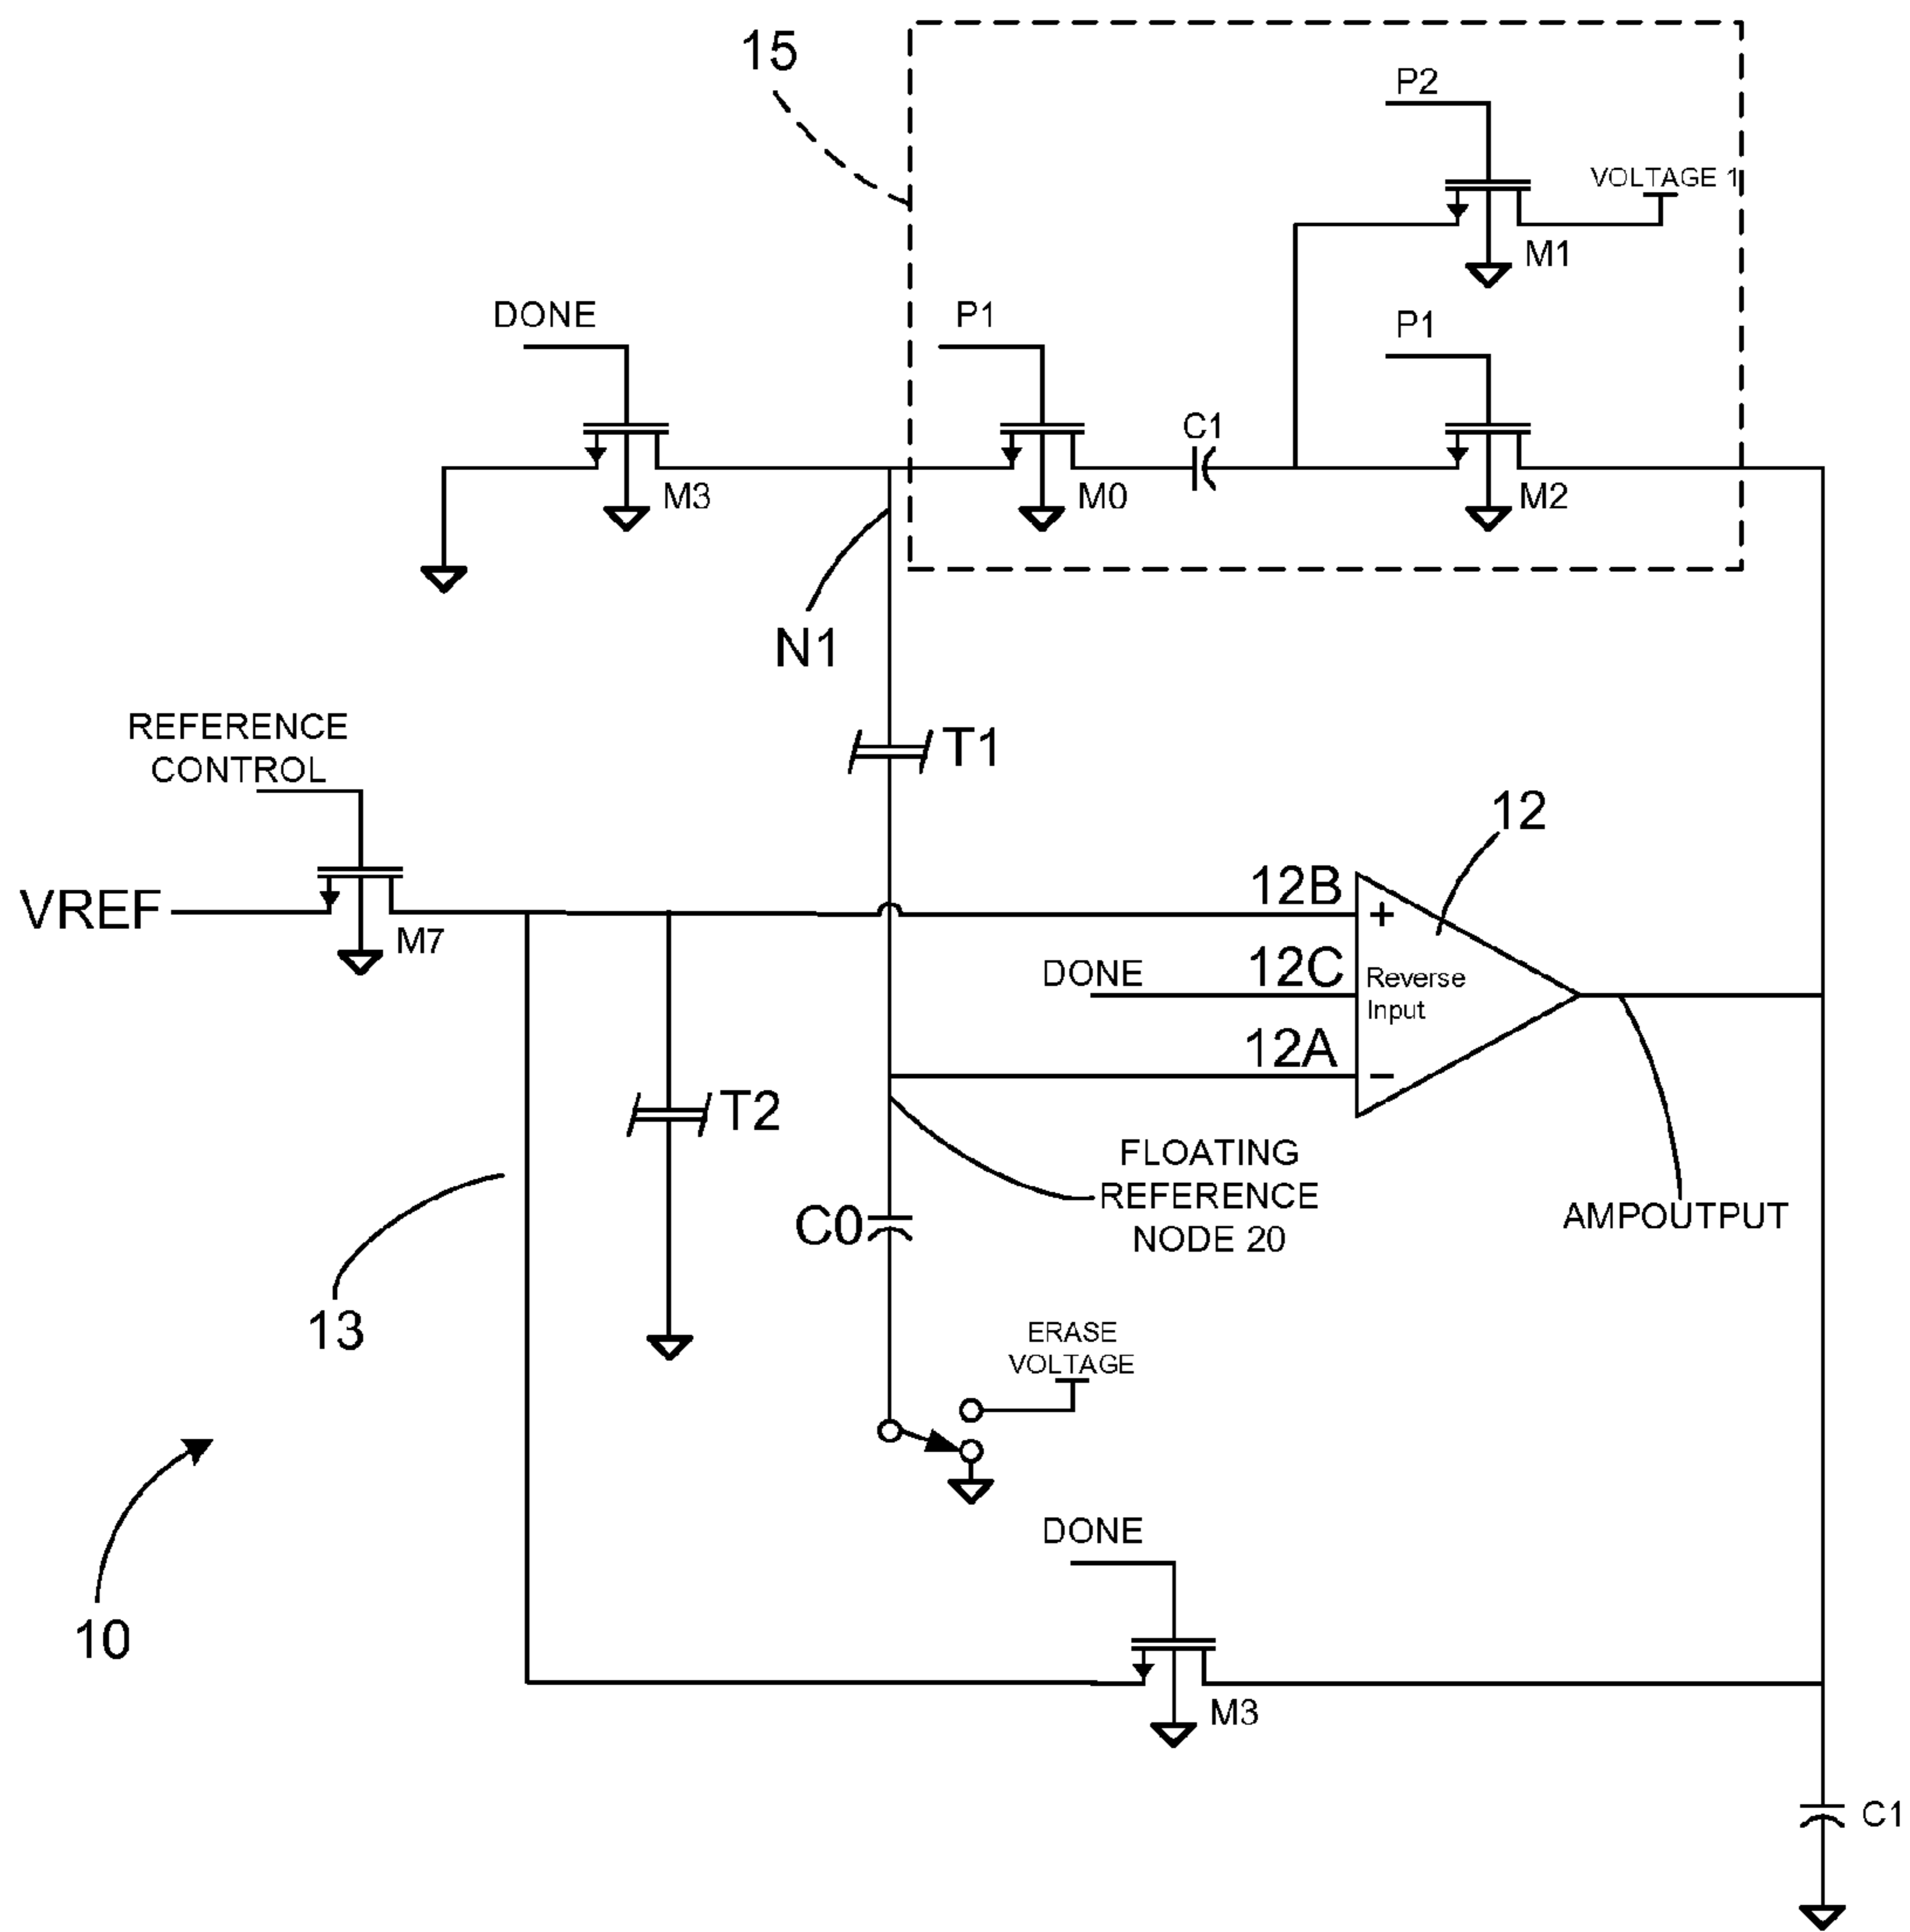 15
P2
VOLTAGE 1
M1
DONE
P1
P1
C1
M3
M0
M2
N1
REFERENCE
CONTROL
T1
12
VREF
M7
12B
+
DONE
12C
Reverse
Input
12A
−
T2
FLOATING
REFERENCE
NODE 20
AMPOUTPUT
C0
13
ERASE
VOLTAGE
DONE
10
M3
C1